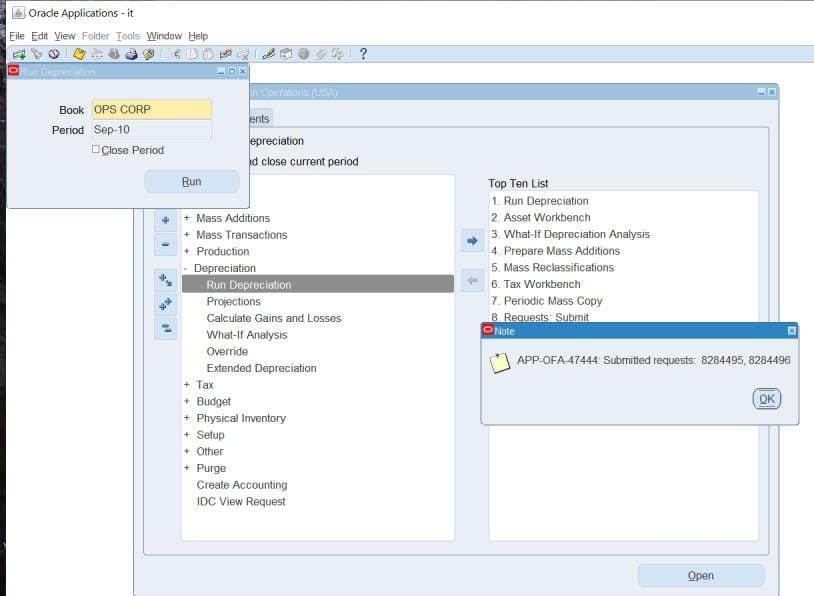 Oracle Applications - it
File Edit View Folder Tools Window Help
Run Depreciation
Book OPS CORP
Period Sep-10
Close Period
Run
Operations (USA)
ents
epreciation
nd close current period
+ Mass Additions
+ Mass Transactions
+ Production
- Depreciation
Run Depreciation
Projections
Calculate Gains and Losses
What-If Analysis
Override
Extended Depreciation
+ Tax
+ Budget
+ Physical Inventory
+ Setup
+ Other
+ Purge
Create Accounting
IDC View Request
Top Ten List
1. Run Depreciation
2. Asset Workbench
3. What-If Depreciation Analysis
4. Prepare Mass Additions
5. Mass Reclassifications
6. Tax Workbench
7. Periodic Mass Copy
8. Requests: Submit
Note
APP-OFA-47444: Submitted requests: 8284495, 8284496
OK
Open